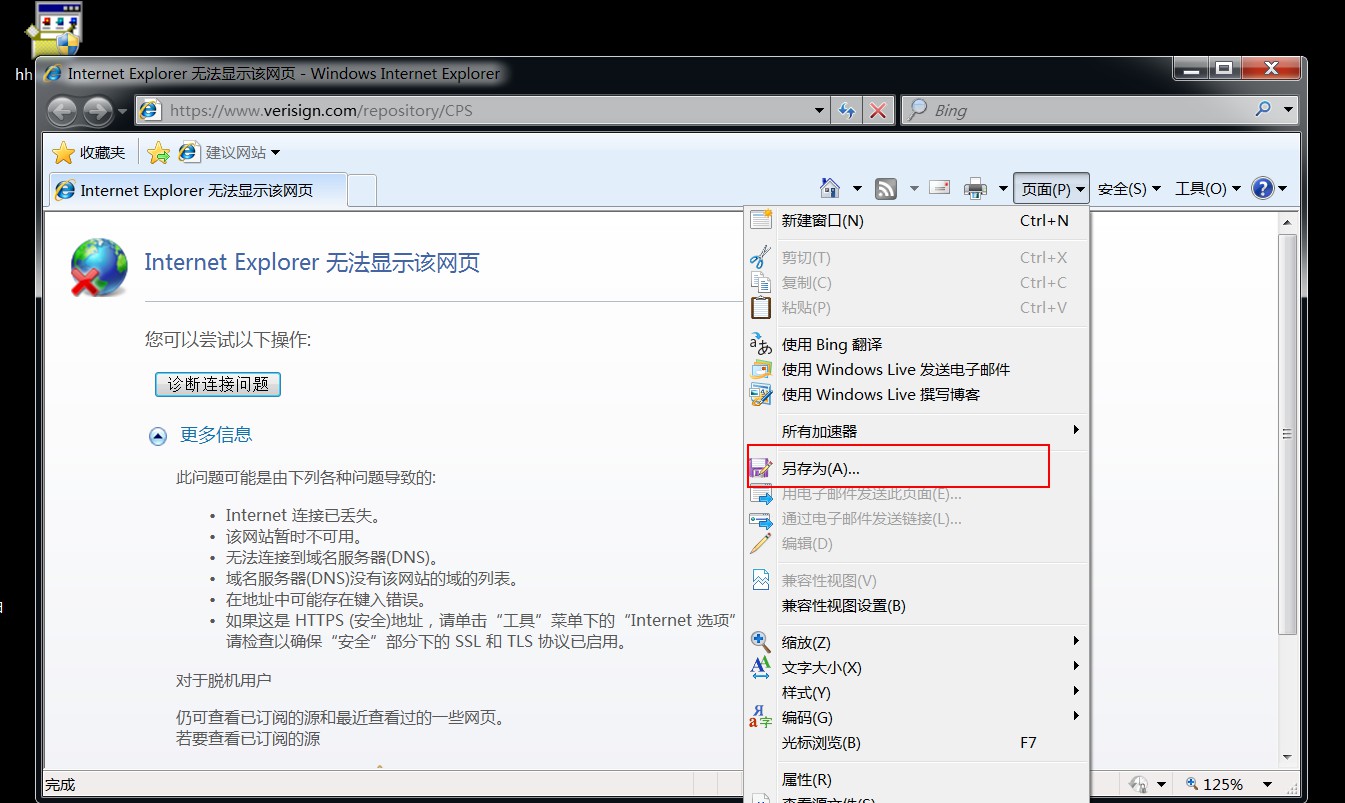 hh
Internet Explorer 无法显示该网页 - Windows Internet Explorer
https://www.verisign.com/repository/CPS
Bing
收藏夹
建议网站
Internet Explorer 无法显示该网页
页面(P)
安全(S)
工具(O)
Internet Explorer 无法显示该网页
您可以尝试以下操作:
诊断连接问题
更多信息
此问题可能是由下列各种问题导致的:
• Internet 连接已丢失。
• 该网站暂时不可用。
• 无法连接到域名服务器(DNS)。
• 域名服务器(DNS)没有该网站的域的列表。
• 在地址中可能存在键入错误。
• 如果这是 HTTPS (安全)地址，请单击“工具”菜单下的“Internet 选项”
请检查以确保“安全”部分下的 SSL 和 TLS 协议已启用。
对于脱机用户
仍可查看已订阅的源和最近查看过的一些网页。
若要查看已订阅的源
新建窗口(N) Ctrl+N
剪切(T) Ctrl+X
复制(C) Ctrl+C
粘贴(P) Ctrl+V
使用 Bing 翻译
使用 Windows Live 发送电子邮件
使用 Windows Live 撰写博客
所有加速器
另存为(A)...
用电子邮件发送此页面(E)...
通过电子邮件发送链接(L)...
编辑(D)
兼容性视图(V)
兼容性视图设置(B)
缩放(Z)
文字大小(X)
样式(Y)
编码(G)
光标浏览(B) F7
属性(R)
查看源文件(S)
完成
125%